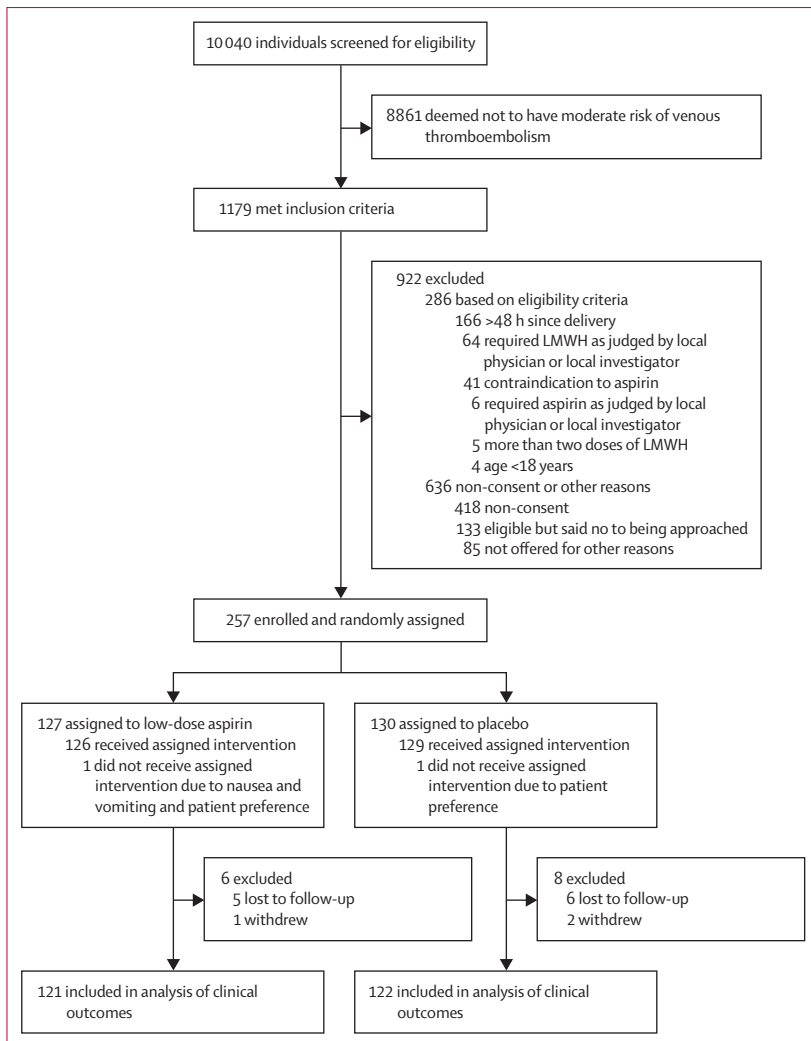 10 040 individuals screened for eligibility
8861 deemed not to have moderate risk of venous
thromboembolism
1179 met inclusion criteria
922 excluded
286 based on eligibility criteria
166 >48 h since delivery
64 required LMWH as judged by local
physician or local investigator
41 contraindication to aspirin
6 required aspirin as judged by local
physician or local investigator
5 more than two doses of LMWH
4 age <18 years
636 non-consent or other reasons
418 non-consent
133 eligible but said no to being approached
85 not offered for other reasons
257 enrolled and randomly assigned
127 assigned to low-dose aspirin
126 received assigned intervention
1 did not receive assigned
intervention due to nausea and
vomiting and patient preference
130 assigned to placebo
129 received assigned intervention
1 did not receive assigned
intervention due to patient
preference
6 excluded
5 lost to follow-up
1 withdrew
8 excluded
6 lost to follow-up
2 withdrew
121 included in analysis of clinical
outcomes
122 included in analysis of clinical
outcomes